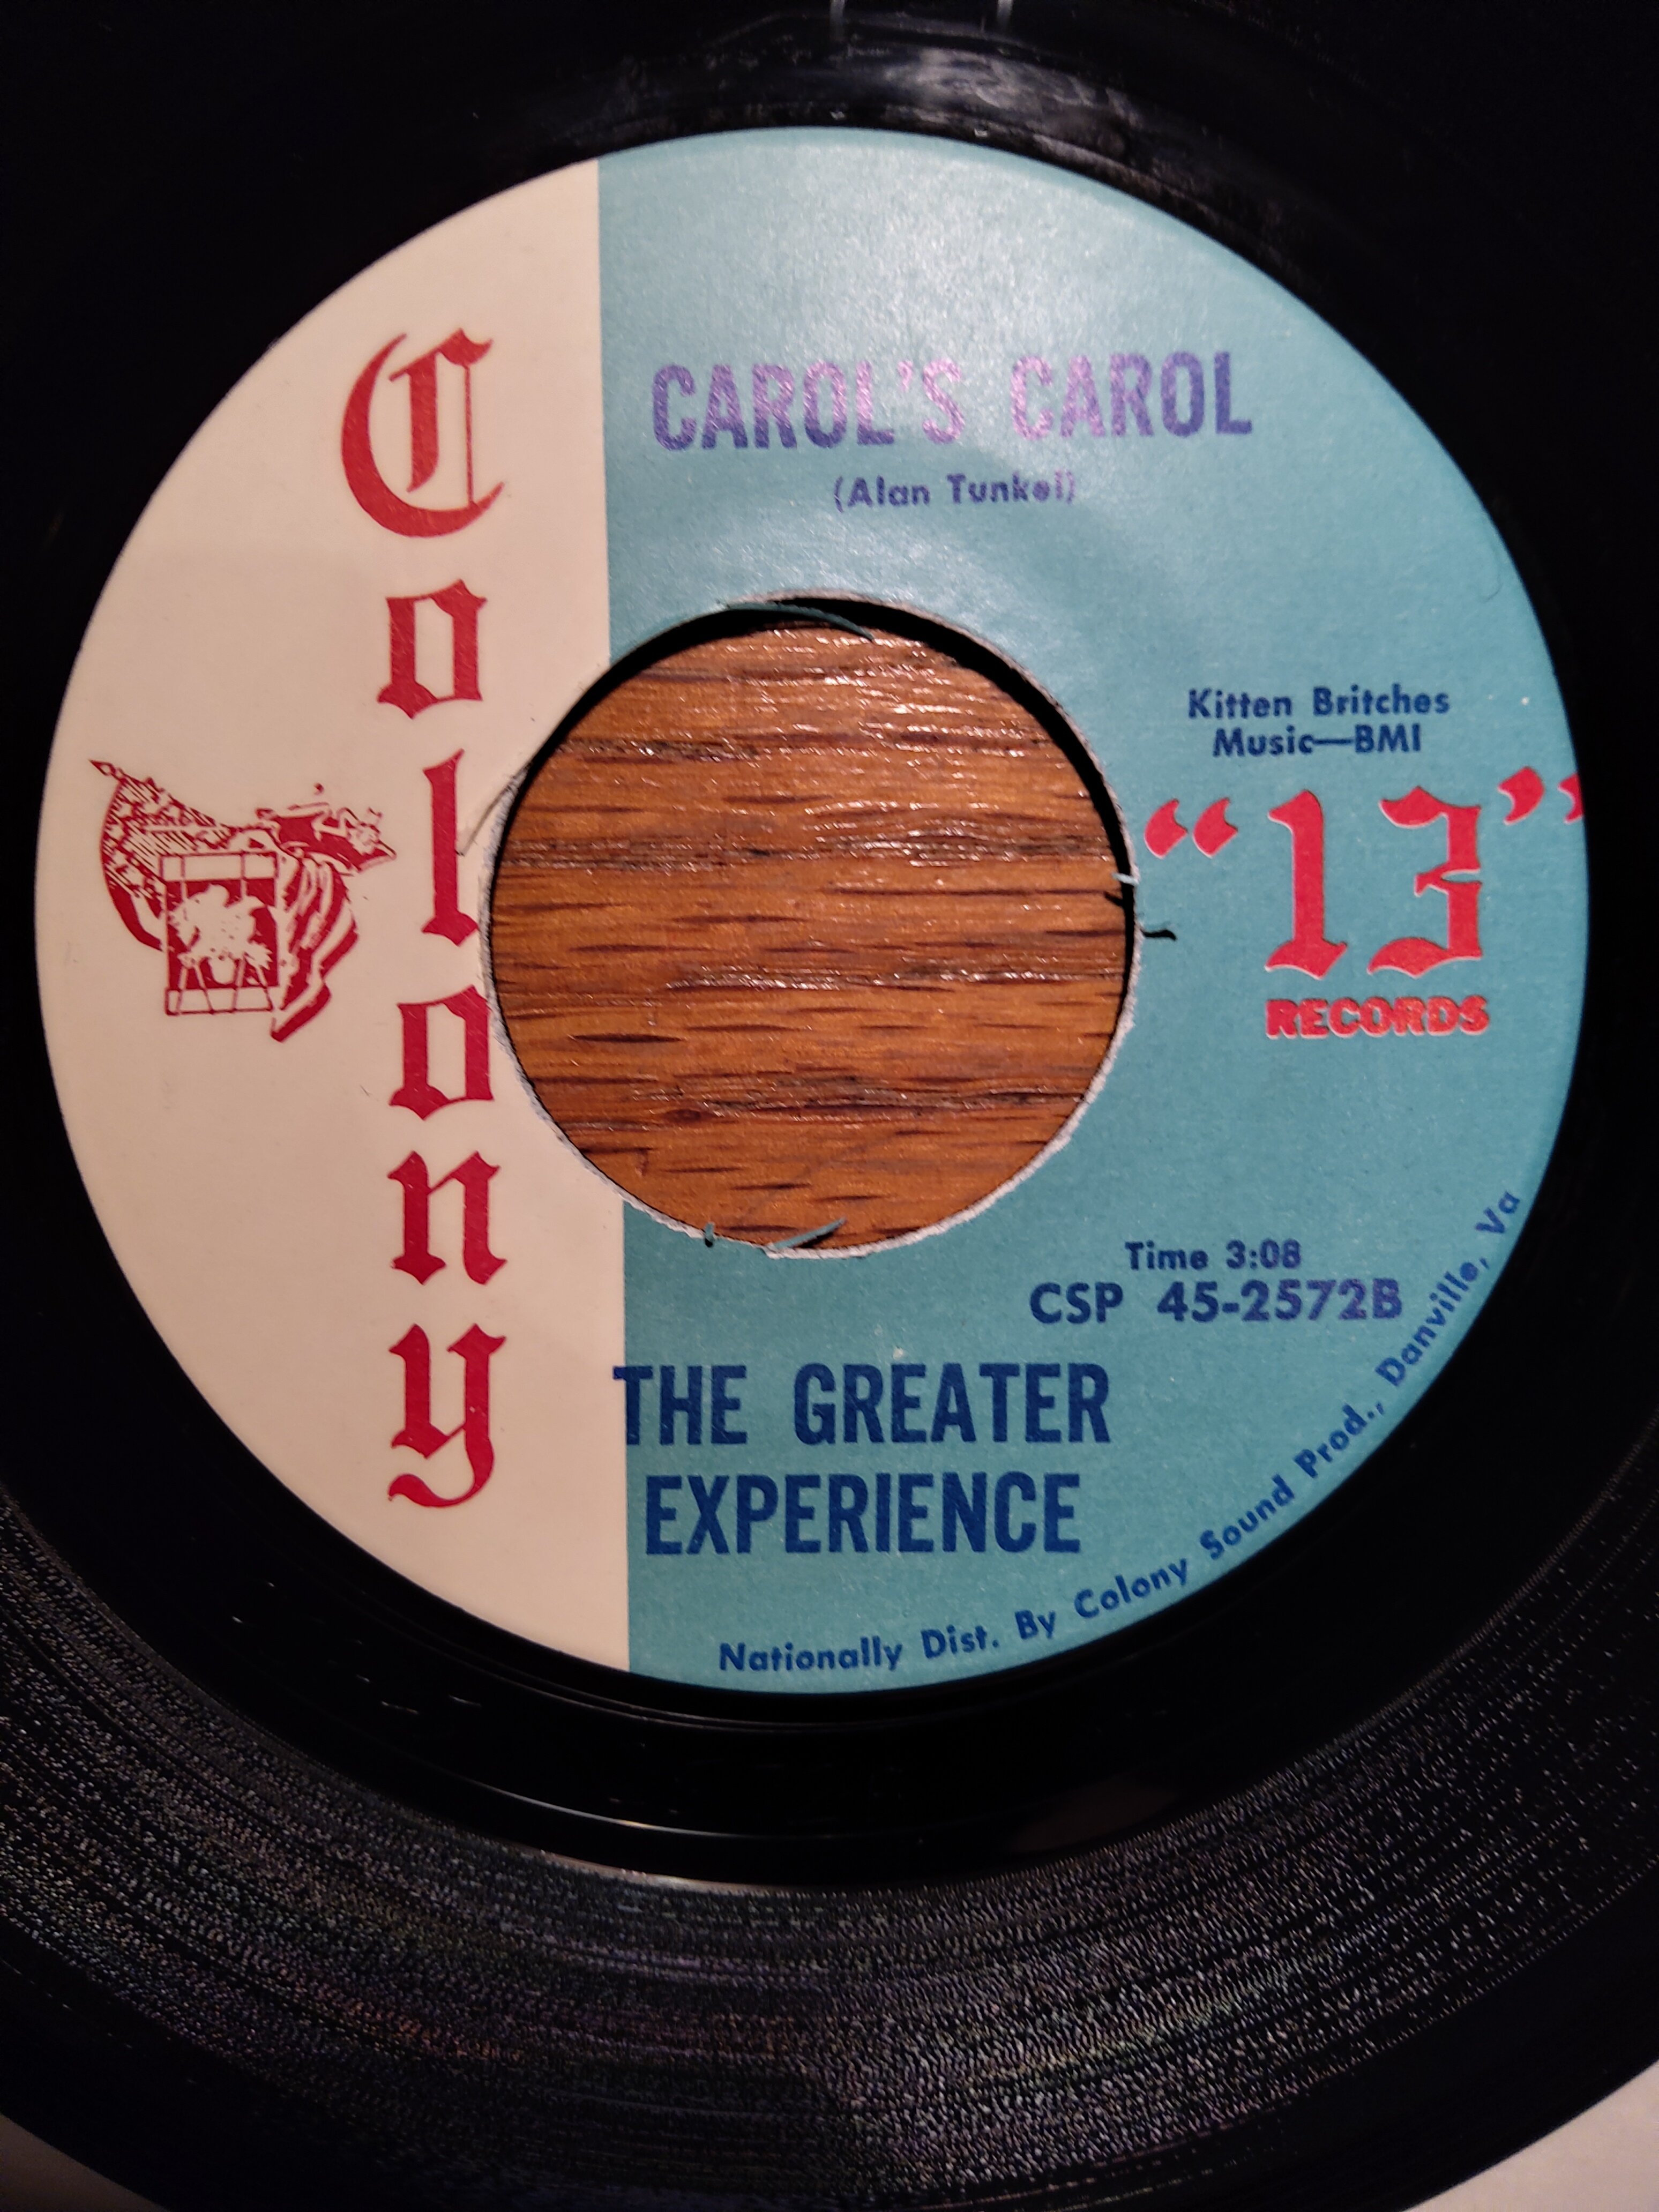 Colony
CAROL'S CAROL
(Alan Tunkel)
Kitten Britches
Music—BMI
“13”
RECORDS
Time 3:08
CSP 45-2572B
THE GREATER
EXPERIENCE
Nationally Dist. By Colony Sound Prod., Danville, Va